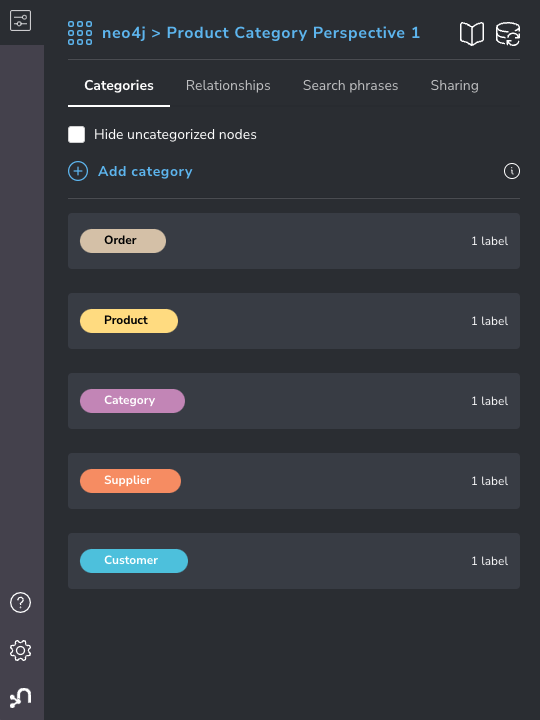 neo4j > Product Category Perspective 1
Categories Relationships Search phrases Sharing
Hide uncategorized nodes
Add category
Order 1 label
Product 1 label
Category 1 label
Supplier 1 label
Customer 1 label